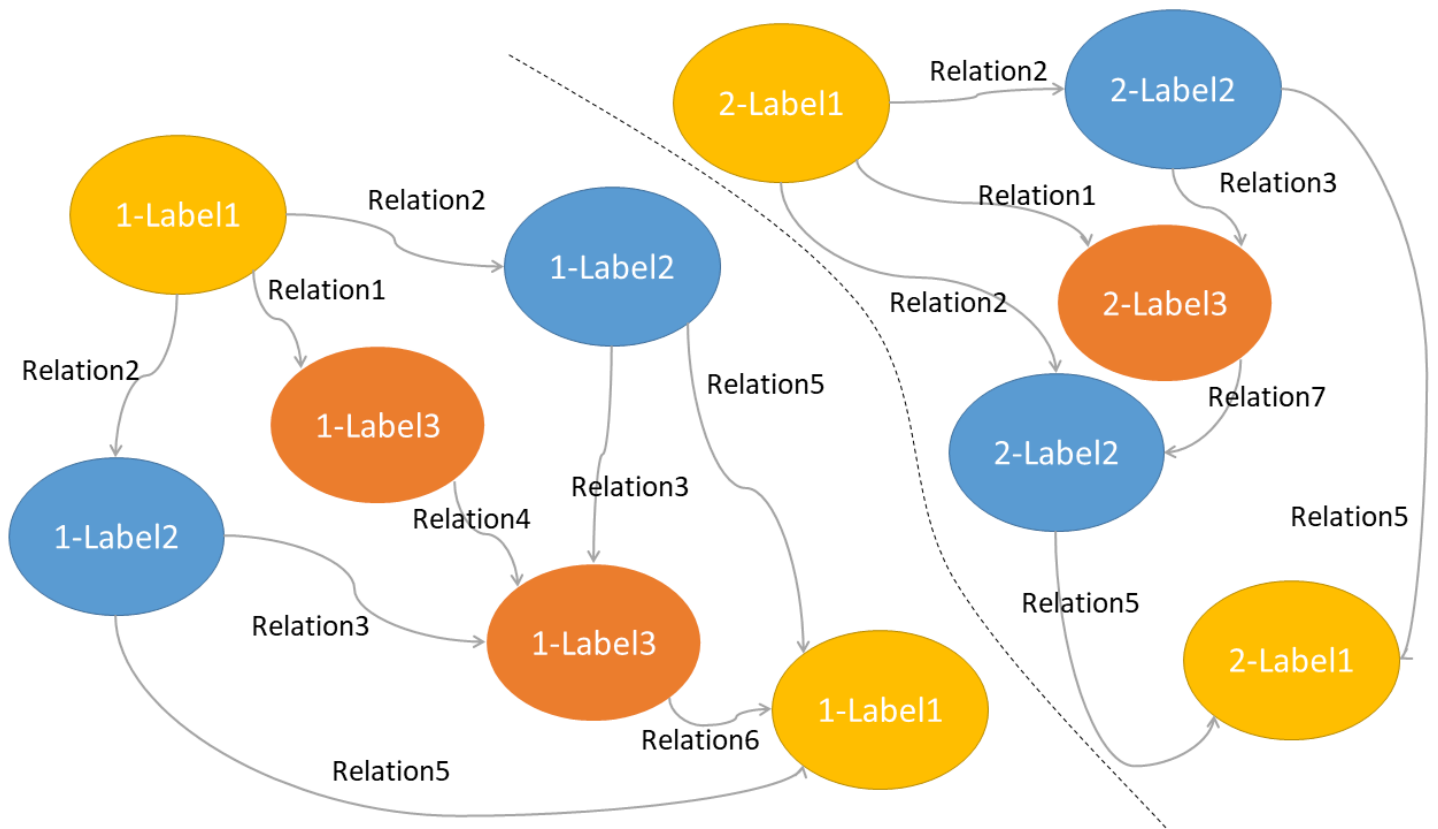 2-Label1
Relation2
2-Label2
Relation1
Relation3
2-Label3
Relation2
Relation7
2-Label2
Relation5
Relation5
2-Label1
1-Label1
Relation2
1-Label2
Relation1
Relation2
1-Label3
Relation5
Relation3
Relation4
1-Label2
Relation3
1-Label3
1-Label1
Relation6
Relation5